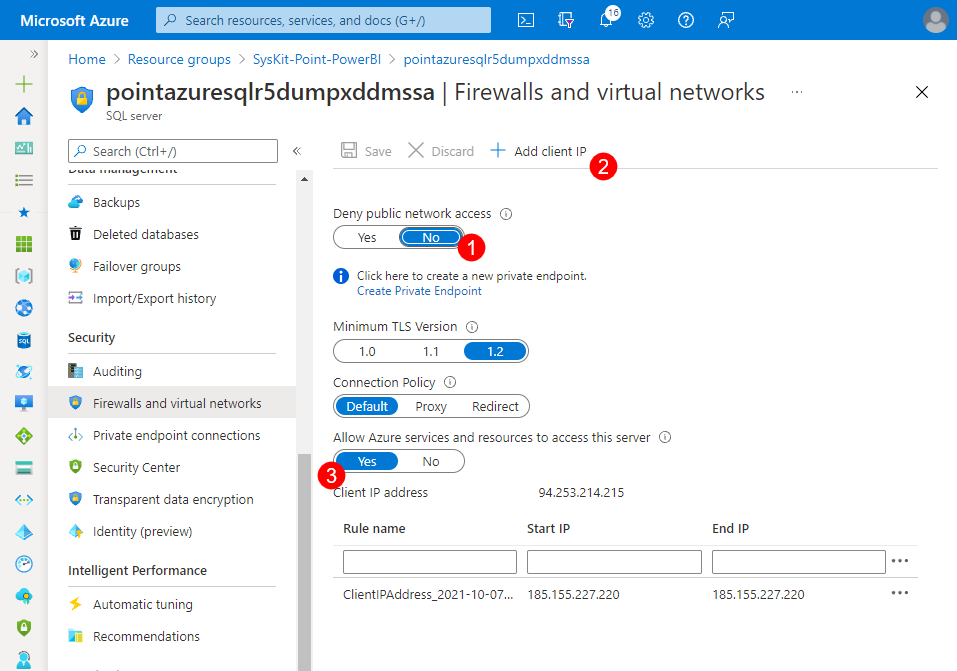 Microsoft Azure
Search resources, services, and docs (G+/)
16
Home > Resource groups > SysKit-Point-PowerBI > pointazuresqlr5dumpxddmssa
pointazuresqlr5dumpxddmssa | Firewalls and virtual networks ...
SQL server
Search (Ctrl+/)
Save
Discard
Add client IP
2
Data management
Backups
Deleted databases
Failover groups
Import/Export history
Security
Auditing
Firewalls and virtual networks
Private endpoint connections
Security Center
Transparent data encryption
Identity (preview)
Intelligent Performance
Automatic tuning
Recommendations
Deny public network access
Yes No
1
Click here to create a new private endpoint.
Create Private Endpoint
Minimum TLS Version
1.0 1.1 1.2
Connection Policy
Default Proxy Redirect
Allow Azure services and resources to access this server
Yes No
3
Client IP address 94.253.214.215
Rule name Start IP End IP
ClientIPAddress_2021-10-07... 185.155.227.220 185.155.227.220
SQL